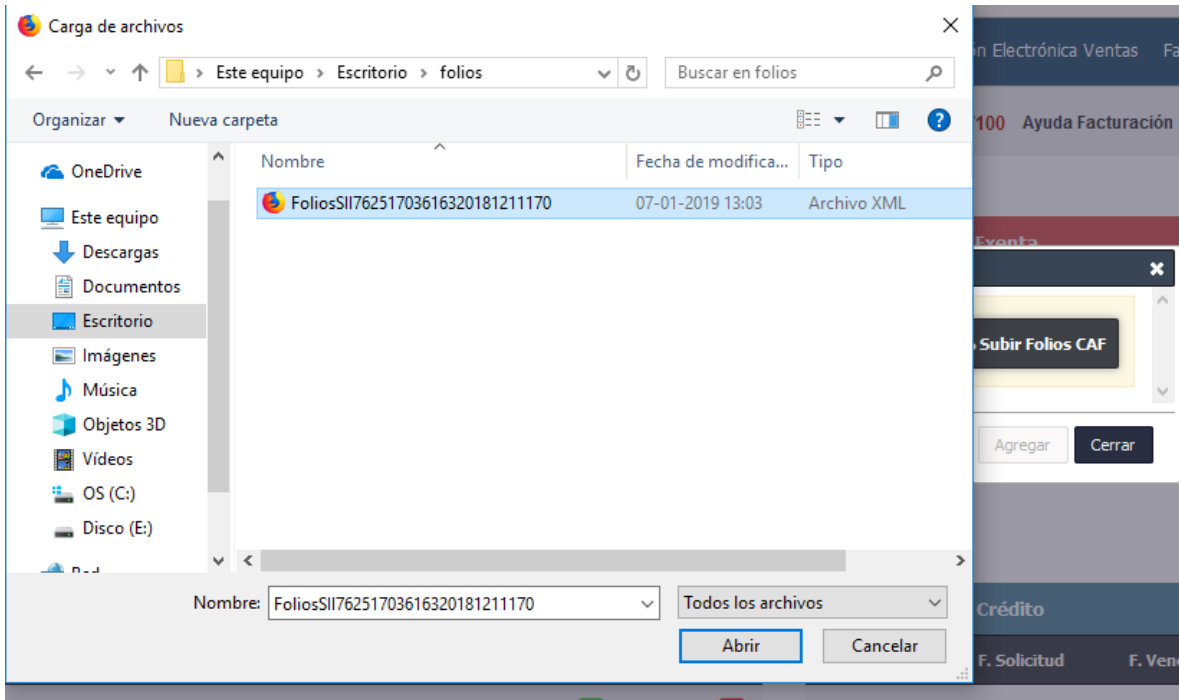 Carga de archivos
Este equipo > Escritorio > folios
Buscar en folios
Organizar
Nueva carpeta
Nombre
Fecha de modifica...
Tipo
FoliosSII76251703616320181211170
07-01-2019 13:03
Archivo XML
OneDrive
Este equipo
Descargas
Documentos
Escritorio
Imágenes
Música
Objetos 3D
Vídeos
OS (C:)
Disco (E:)
Nombre: FoliosSII76251703616320181211170
Todos los archivos
Abrir
Cancelar
Electrónica Ventas
100 Ayuda Facturación
Exenta
Subir Folios CAF
Agregar
Cerrar
Crédito
F. Solicitud